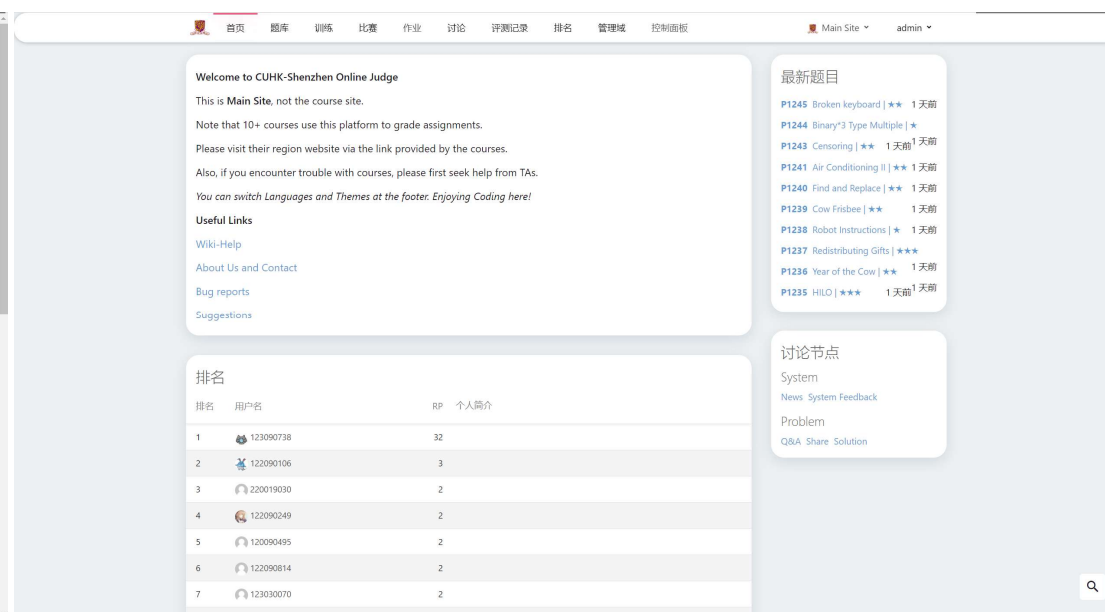 首页 题库 训练 比赛 作业 讨论 评测记录 排名 管理域 控制面板 Main Site admin
Welcome to CUHK-Shenzhen Online Judge
This is Main Site, not the course site.
Note that 10+ courses use this platform to grade assignments.
Please visit their region website via the link provided by the courses.
Also, if you encounter trouble with courses, please first seek help from TAs.
You can switch Languages and Themes at the footer. Enjoying Coding here!
Useful Links
Wiki-Help
About Us and Contact
Bug reports
Suggestions
排名
排名 用户名 RP 个人简介
1 123090738 32
2 122090106 3
3 220019030 2
4 122090249 2
5 120090495 2
6 122090814 2
7 123030070 2
最新题目
P1245 Broken keyboard | ★★ 1 天前
P1244 Binary*3 Type Multiple | ★
1 天前
P1243 Censoring | ★★ 1 天前
P1241 Air Conditioning II | ★★ 1 天前
P1240 Find and Replace | ★★ 1 天前
P1239 Cow Frisbee | ★★ 1 天前
P1238 Robot Instructions | ★ 1 天前
P1237 Redistributing Gifts | ★★★
1 天前
P1236 Year of the Cow | ★★
1 天前
P1235 HILO | ★★★ 1 天前
讨论节点
System
News System Feedback
Problem
Q&A Share Solution